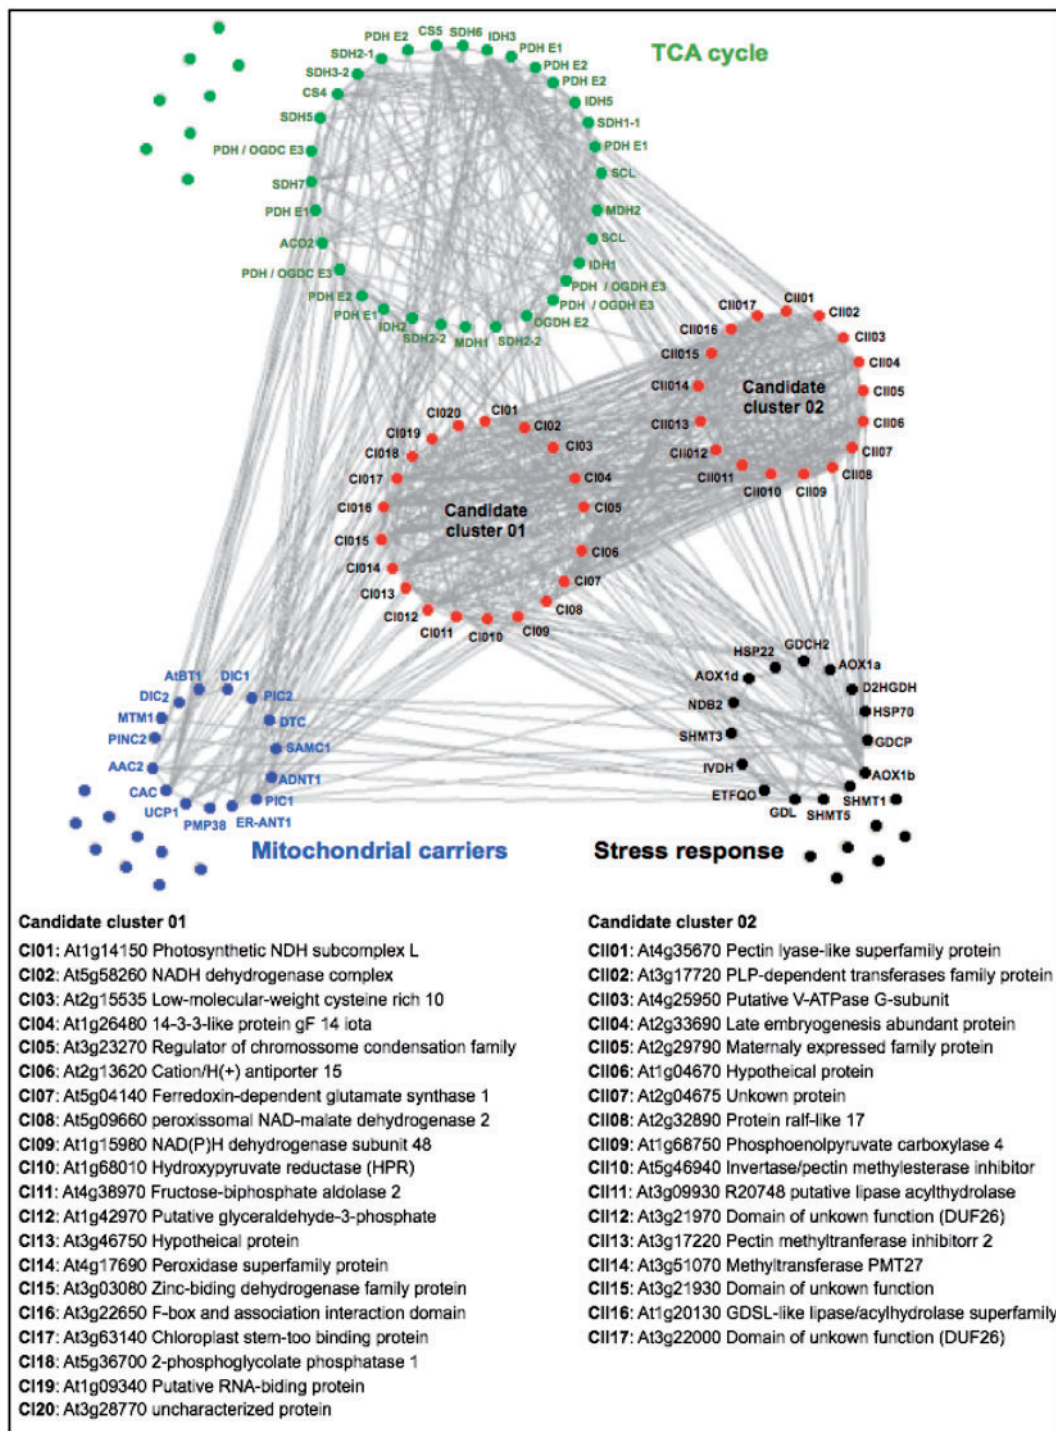 TCA cycle
CS5
SDH6
IDH3
PDH E1
PDH E2
PDH E2
IDH5
SDH1-1
PDH E1
SCL
MDH2
SCL
IDH1
PDH / OGDH E3
PDH / OGDH E3
OGDH E2
SDH2-2
MDH1
SDH2-2
IDH2
PDH E1
PDH E2
PDH / OGDC E3
ACO2
PDH E1
SDH7
PDH / OGDC E3
SDH5
CS4
SDH3-2
SDH2-1
PDH E2
CII01
CII02
CII03
CII04
CII05
CII06
CII07
CII08
CII09
CII010
CII011
CII012
CII013
CII014
CII015
CII016
CII017
Candidate
cluster 02
CI01
CI02
CI03
CI04
CI05
CI06
CI07
CI08
CI09
CI010
CI011
CI012
CI013
CI014
CI015
CI016
CI017
CI018
CI019
CI020
Candidate
cluster 01
AtBT1
DIC1
PIC2
DTC
SAMC1
ADNT1
PIC1
ER-ANT1
PMP38
UCP1
CAC
AAC2
PINC2
MTM1
DIC2
Mitochondrial carriers
HSP22
GDCH2
AOX1a
D2HGDH
HSP70
GDCP
AOX1b
SHMT1
SHMT5
GDL
ETFQO
IVDH
SHMT3
NDB2
AOX1d
Stress response
Candidate cluster 01
CI01: At1g14150 Photosynthetic NDH subcomplex L
CI02: At5g58260 NADH dehydrogenase complex
CI03: At2g15535 Low-molecular-weight cysteine rich 10
CI04: At1g26480 14-3-3-like protein gF 14 iota
CI05: At3g23270 Regulator of chromossome condensation family
CI06: At2g13620 Cation/H(+) antiporter 15
CI07: At5g04140 Ferredoxin-dependent glutamate synthase 1
CI08: At5g09660 peroxissomal NAD-malate dehydrogenase 2
CI09: At1g15980 NAD(P)H dehydrogenase subunit 48
CI10: At1g68010 Hydroxypyruvate reductase (HPR)
CI11: At4g38970 Fructose-biphosphate aldolase 2
CI12: At1g42970 Putative glyceraldehyde-3-phosphate
CI13: At3g46750 Hypotheical protein
CI14: At4g17690 Peroxidase superfamily protein
CI15: At3g03080 Zinc-biding dehydrogenase family protein
CI16: At3g22650 F-box and association interaction domain
CI17: At3g63140 Chloroplast stem-too binding protein
CI18: At5g36700 2-phosphoglycolate phosphatase 1
CI19: At1g09340 Putative RNA-biding protein
CI20: At3g28770 uncharacterized protein
Candidate cluster 02
CII01: At4g35670 Pectin lyase-like superfamily protein
CII02: At3g17720 PLP-dependent transferases family protein
CII03: At4g25950 Putative V-ATPase G-subunit
CII04: At2g33690 Late embryogenesis abundant protein
CII05: At2g29790 Maternaly expressed family protein
CII06: At1g04670 Hypotheical protein
CII07: At2g04675 Unkown protein
CII08: At2g32890 Protein ralf-like 17
CII09: At1g68750 Phosphoenolpyruvate carboxylase 4
CII10: At5g46940 Invertase/pectin methylesterase inhibitor
CII11: At3g09930 R20748 putative lipase acylthydrolase
CII12: At3g21970 Domain of unkown function (DUF26)
CII13: At3g17220 Pectin methyltranferase inhibitorr 2
CII14: At3g51070 Methyltransferase PMT27
CII15: At3g21930 Domain of unkown function
CII16: At1g20130 GDSL-like lipase/acylhydrolase superfamily
CII17: At3g22000 Domain of unkown function (DUF26)